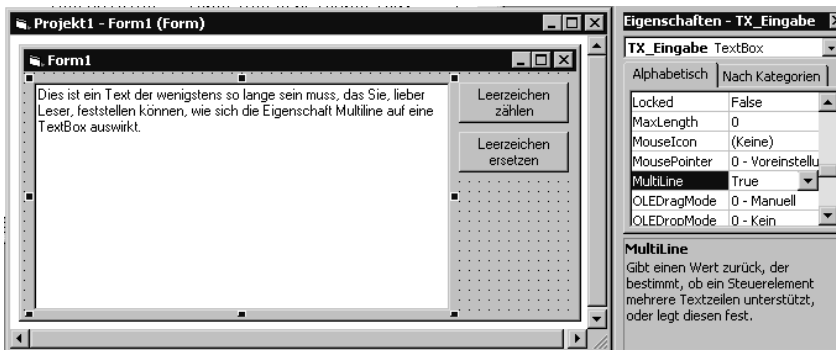 Projekt1 - Form1 (Form)
Form1
Dies ist ein Text der wenigstens so lange sein muss, das Sie, lieber
Leser, feststellen können, wie sich die Eigenschaft Multiline auf eine
TextBox auswirkt.
Leerzeichen
zählen
Leerzeichen
ersetzen
Eigenschaften - TX_Eingabe
TX_Eingabe TextBox
Alphabetisch Nach Kategorien
Locked False
MaxLength 0
MouseIcon (Keine)
MousePointer 0 - Voreinstellu
MultiLine True
OLEDragMode 0 - Manuell
OLEDropMode 0 - Kein
MultiLine
Gibt einen Wert zurück, der
bestimmt, ob ein Steuerelement
mehrere Textzeilen unterstützt,
oder legt diesen fest.